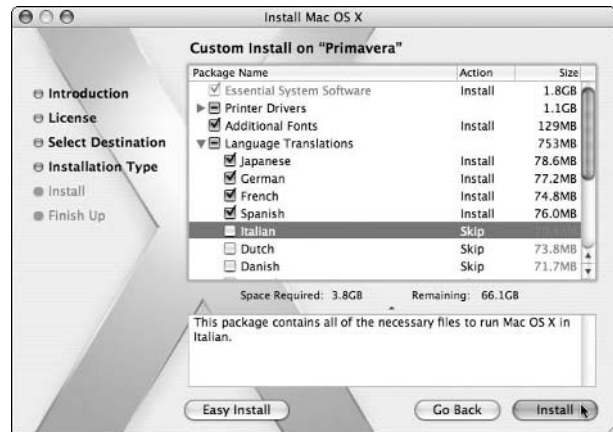 Install Mac OS X
Custom Install on "Primavera"
Introduction
License
Select Destination
Installation Type
Install
Finish Up
Package Name Action Size
Essential System Software Install 1.8GB
Printer Drivers 1.1GB
Additional Fonts Install 129MB
Language Translations 753MB
Japanese Install 78.6MB
German Install 77.2MB
French Install 74.8MB
Spanish Install 76.0MB
Italian Skip
Dutch Skip 73.8MB
Danish Skip 71.7MB
Space Required: 3.8GB Remaining: 66.1GB
This package contains all of the necessary files to run Mac OS X in
Italian.
Easy Install Go Back Install